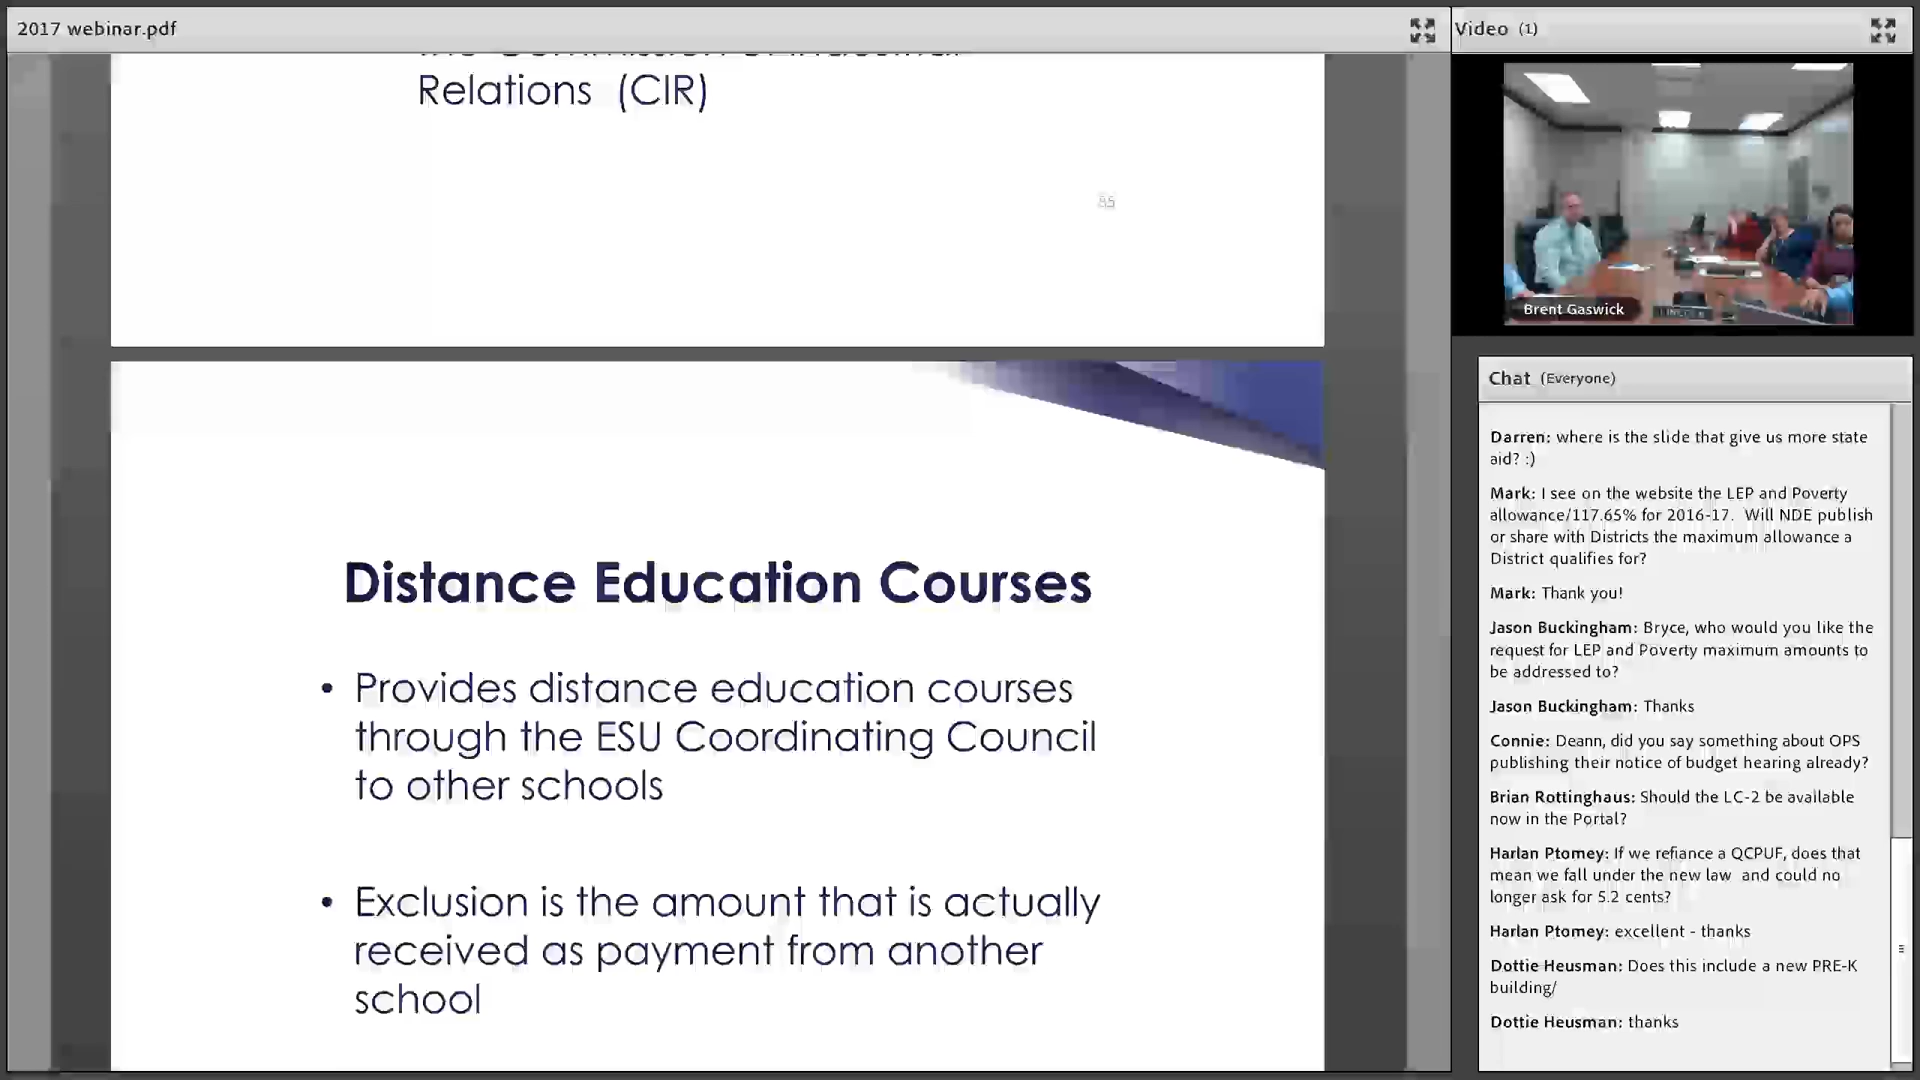 2017 webinar.pdf
Relations (CIR)
85
Distance Education Courses
• Provides distance education courses
through the ESU Coordinating Council
to other schools
• Exclusion is the amount that is actually
received as payment from another
school
Video (1)
Brent Gaswick
Chat (Everyone)
Darren: where is the slide that give us more state
aid? :)
Mark: I see on the website the LEP and Poverty
allowance/117.65% for 2016-17. Will NDE publish
or share with Districts the maximum allowance a
District qualifies for?
Mark: Thank you!
Jason Buckingham: Bryce, who would you like the
request for LEP and Poverty maximum amounts to
be addressed to?
Jason Buckingham: Thanks
Connie: Deann, did you say something about OPS
publishing their notice of budget hearing already?
Brian Rottinghaus: Should the LC-2 be available
now in the Portal?
Harlan Ptomey: If we refiance a QCPUF, does that
mean we fall under the new law and could no
longer ask for 5.2 cents?
Harlan Ptomey: excellent - thanks
Dottie Heusman: Does this include a new PRE-K
building/
Dottie Heusman: thanks